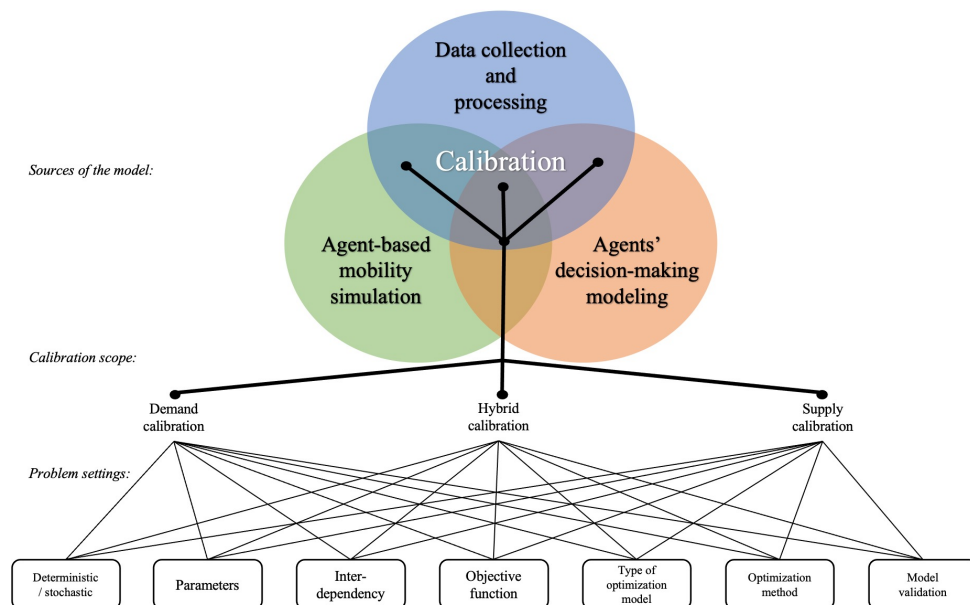 Data collection
and
processing
Sources of the model:
Calibration
Agent-based
mobility
simulation
Agents’
decision-making
modeling
Calibration scope:
Demand
calibration
Hybrid
calibration
Supply
calibration
Problem settings:
Deterministic
/ stochastic
Parameters
Inter-
dependency
Objective
function
Type of
optimization
model
Optimization
method
Model
validation